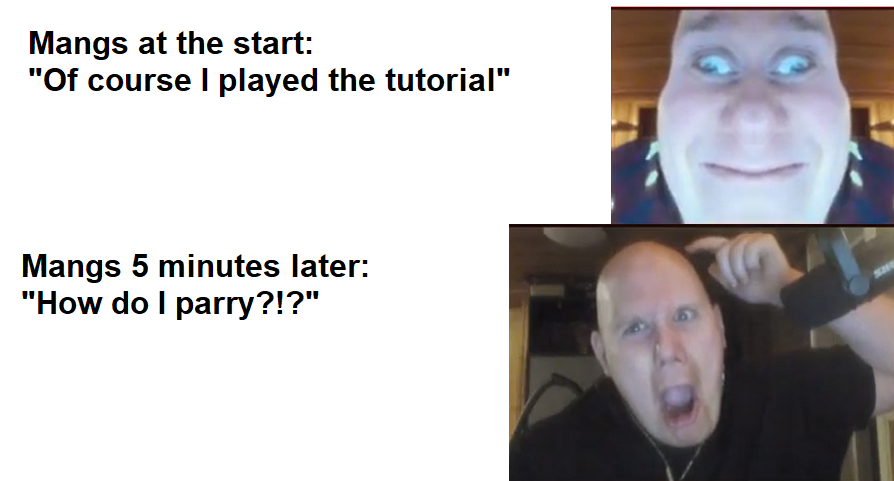 Mangs at the start:
"Of course I played the tutorial"
Mangs 5 minutes later:
"How do I parry?!?"